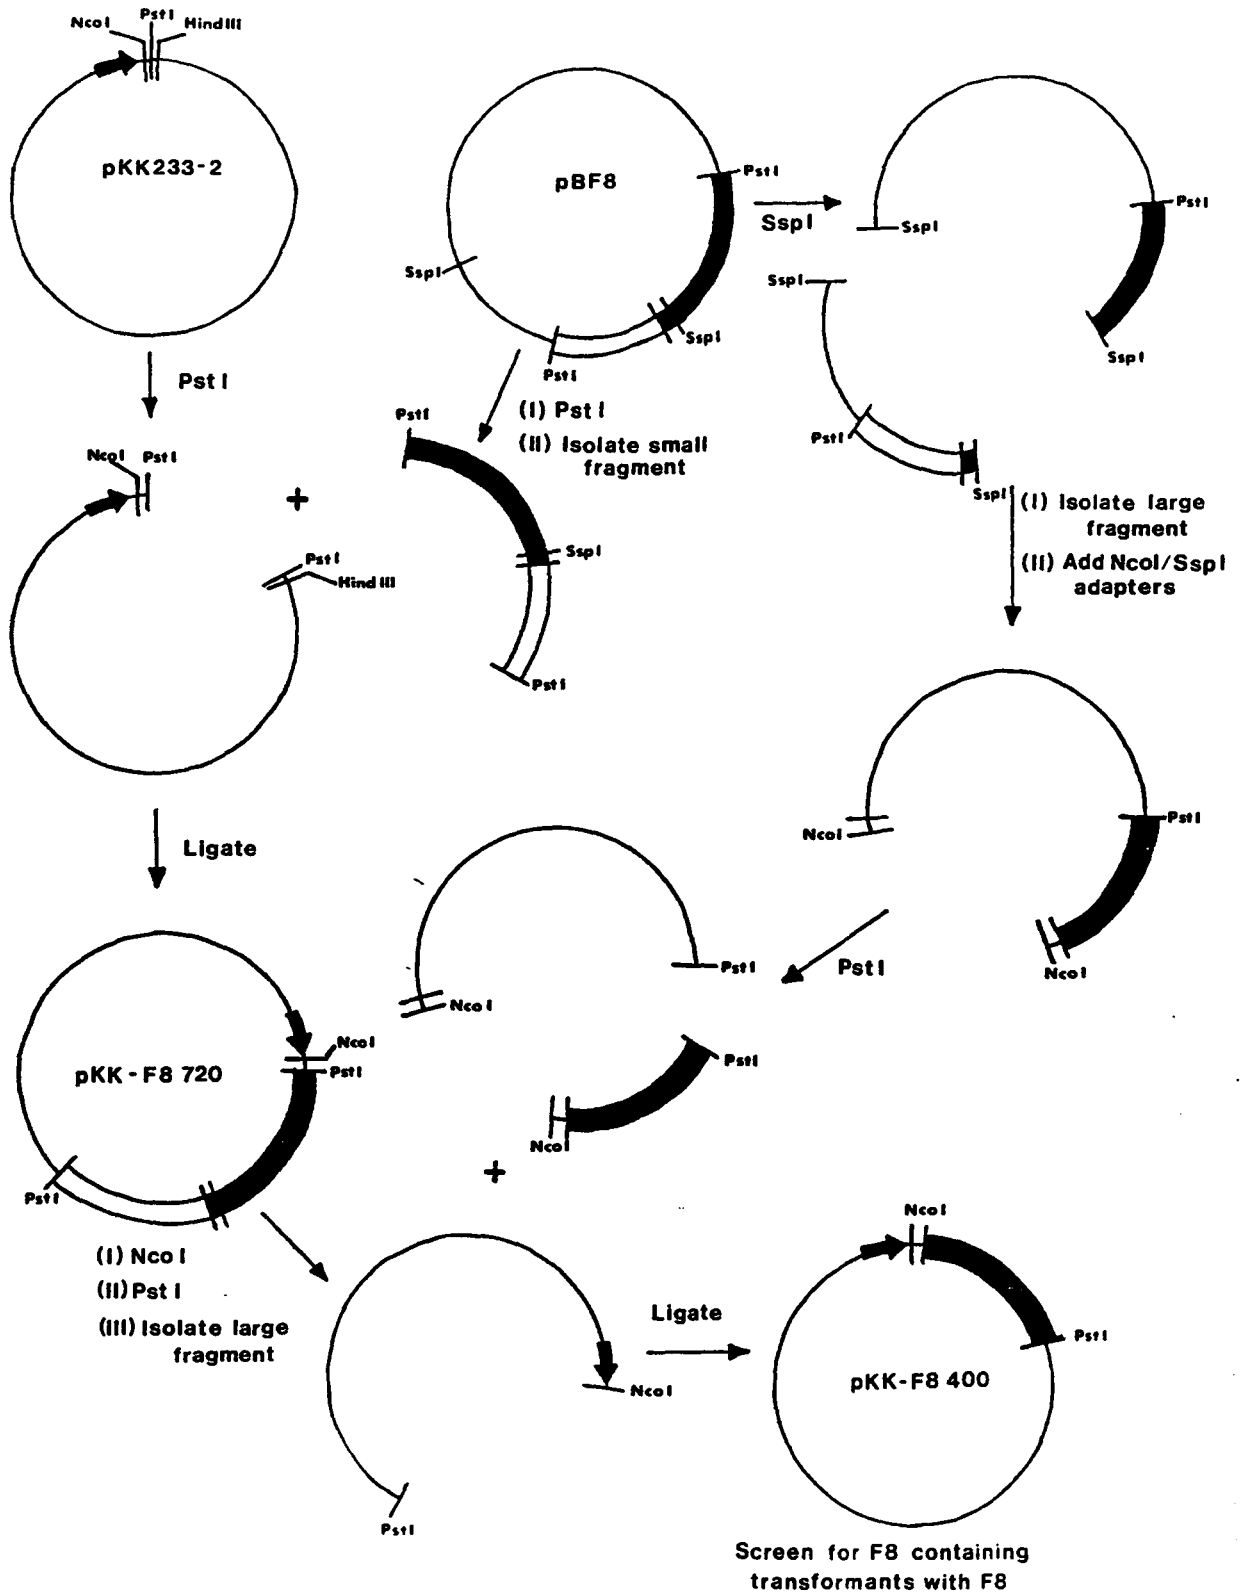 NcoI
PstI
HindIII
pKK233-2
PstI
NcoI
PstI
PstI
HindIII
+
Ligate
pBF8
PstI
SspI
SspI
PstI
SspI
(I) PstI
(II) Isolate small
fragment
PstI
SspI
PstI
SspI
PstI
SspI
SspI
PstI
SspI
(I) Isolate large
fragment
(II) Add NcoI/SspI
adapters
NcoI
PstI
NcoI
PstI
NcoI
PstI
PstI
NcoI
+
pKK-F8 720
NcoI
PstI
PstI
(I) NcoI
(II) PstI
(III) Isolate large
fragment
NcoI
PstI
Ligate
NcoI
PstI
pKK-F8 400
Screen for F8 containing
transformants with F8